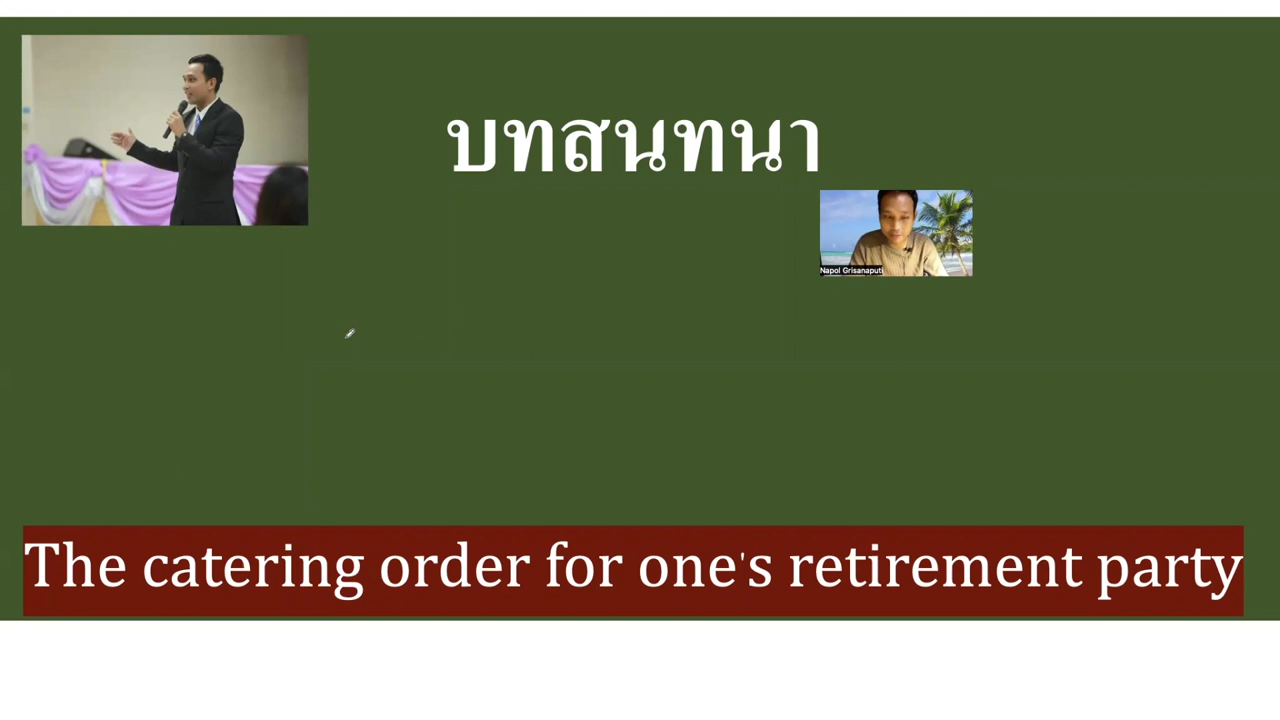 บทสนทนา
Napol Grisanaputi
The catering order for one's retirement party